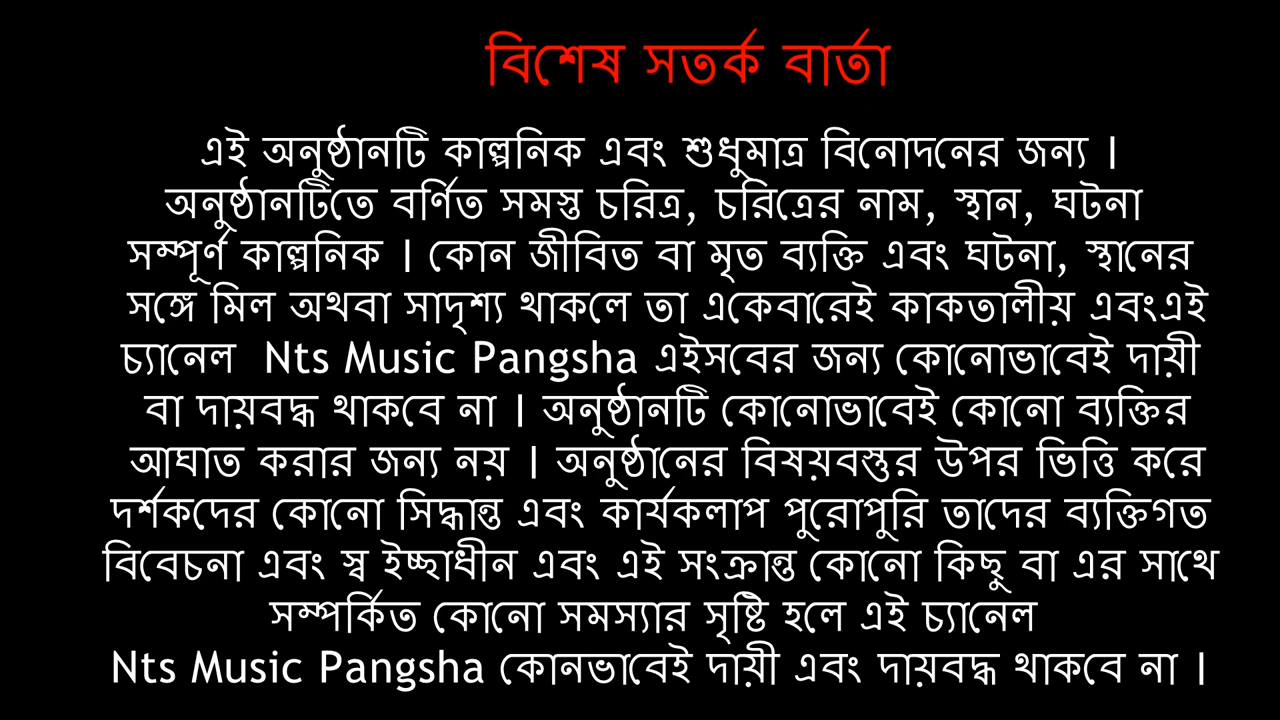 বিশেষ সতর্ক বার্তা
এই অনুষ্ঠানটি কাল্পনিক এবং শুধুমাত্র বিনোদনের জন্য ।
অনুষ্ঠানটিতে বর্ণিত সমস্ত চরিত্র, চরিত্রের নাম, স্থান, ঘটনা
সম্পূর্ণ কাল্পনিক । কোন জীবিত বা মৃত ব্যক্তি এবং ঘটনা, স্থানের
সঙ্গে মিল অথবা সাদৃশ্য থাকলে তা একেবারেই কাকতালীয় এবংএই
চ্যানেল Nts Music Pangsha এইসবের জন্য কোনোভাবেই দায়ী
বা দায়বদ্ধ থাকবে না । অনুষ্ঠানটি কোনোভাবেই কোনো ব্যক্তির
আঘাত করার জন্য নয় । অনুষ্ঠানের বিষয়বস্তুর উপর ভিত্তি করে
দর্শকদের কোনো সিদ্ধান্ত এবং কার্যকলাপ পুরোপুরি তাদের ব্যক্তিগত
বিবেচনা এবং স্ব ইচ্ছাধীন এবং এই সংক্রান্ত কোনো কিছু বা এর সাথে
সম্পর্কিত কোনো সমস্যার সৃষ্টি হলে এই চ্যানেল
Nts Music Pangsha কোনভাবেই দায়ী এবং দায়বদ্ধ থাকবে না ।